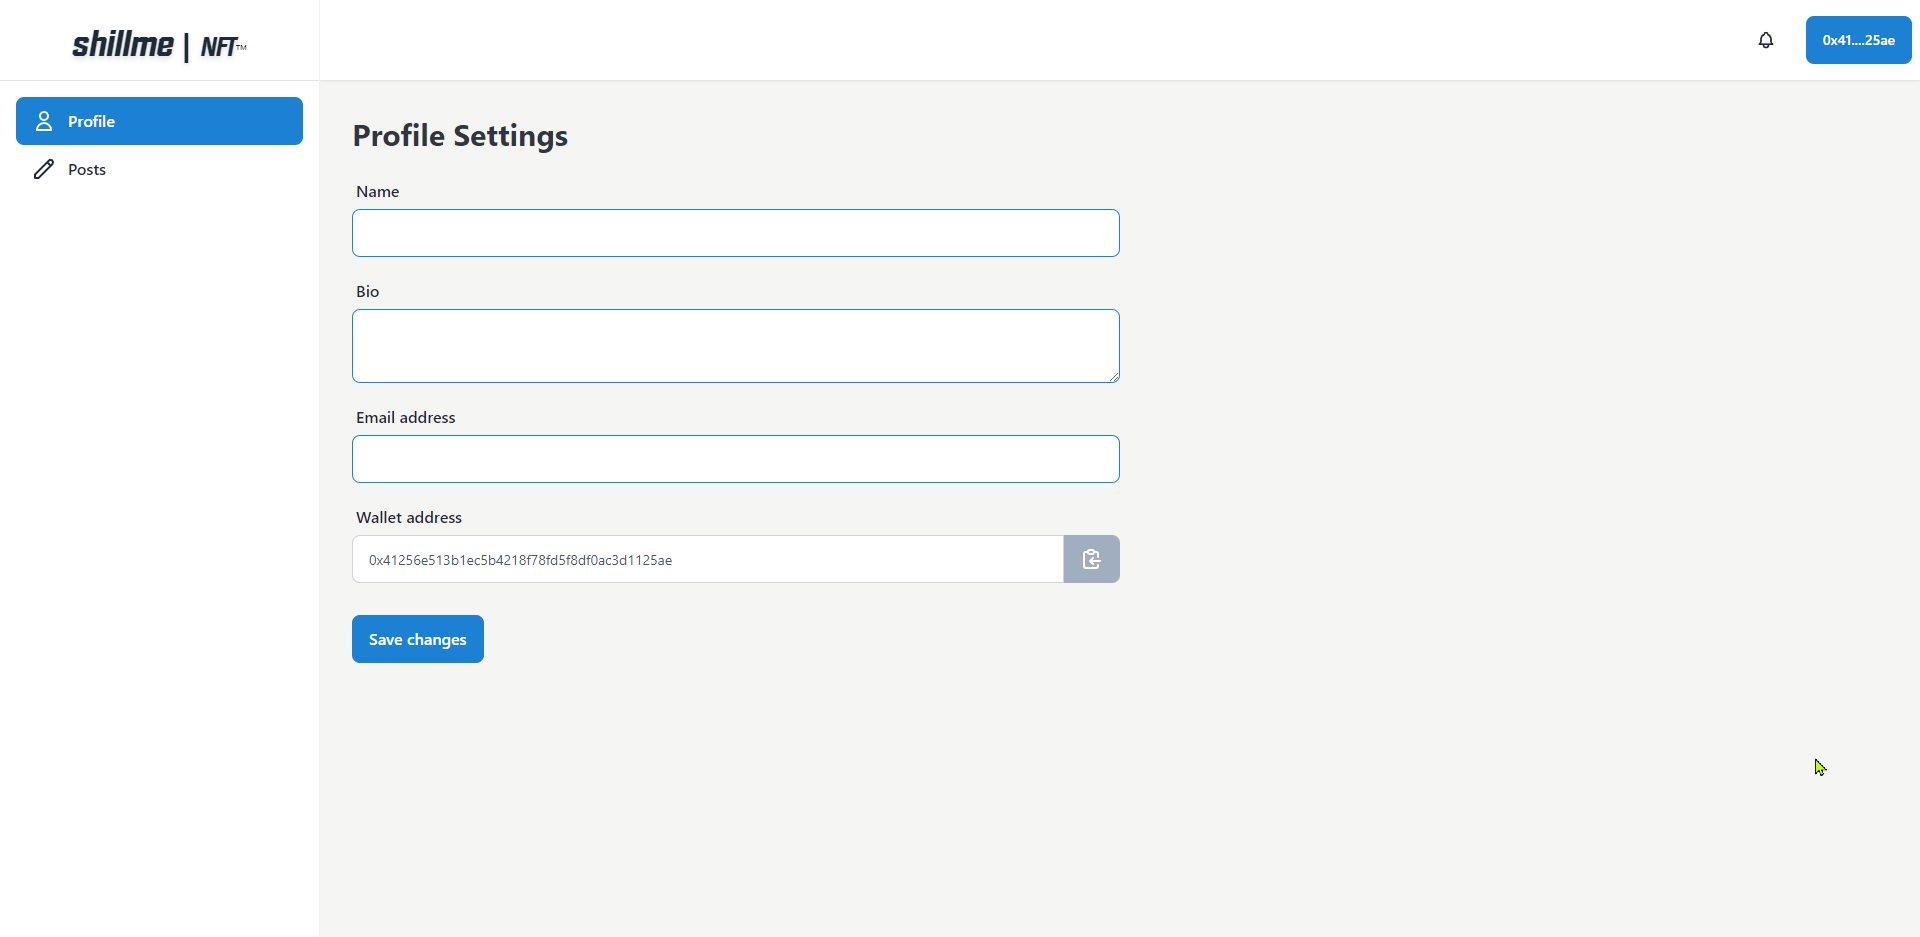 shillme | NFT™
0x41....25ae
Profile
Posts
Profile Settings
Name
Bio
Email address
Wallet address
0x41256e513b1ec5b4218f78fd5f8df0ac3d1125ae
Save changes